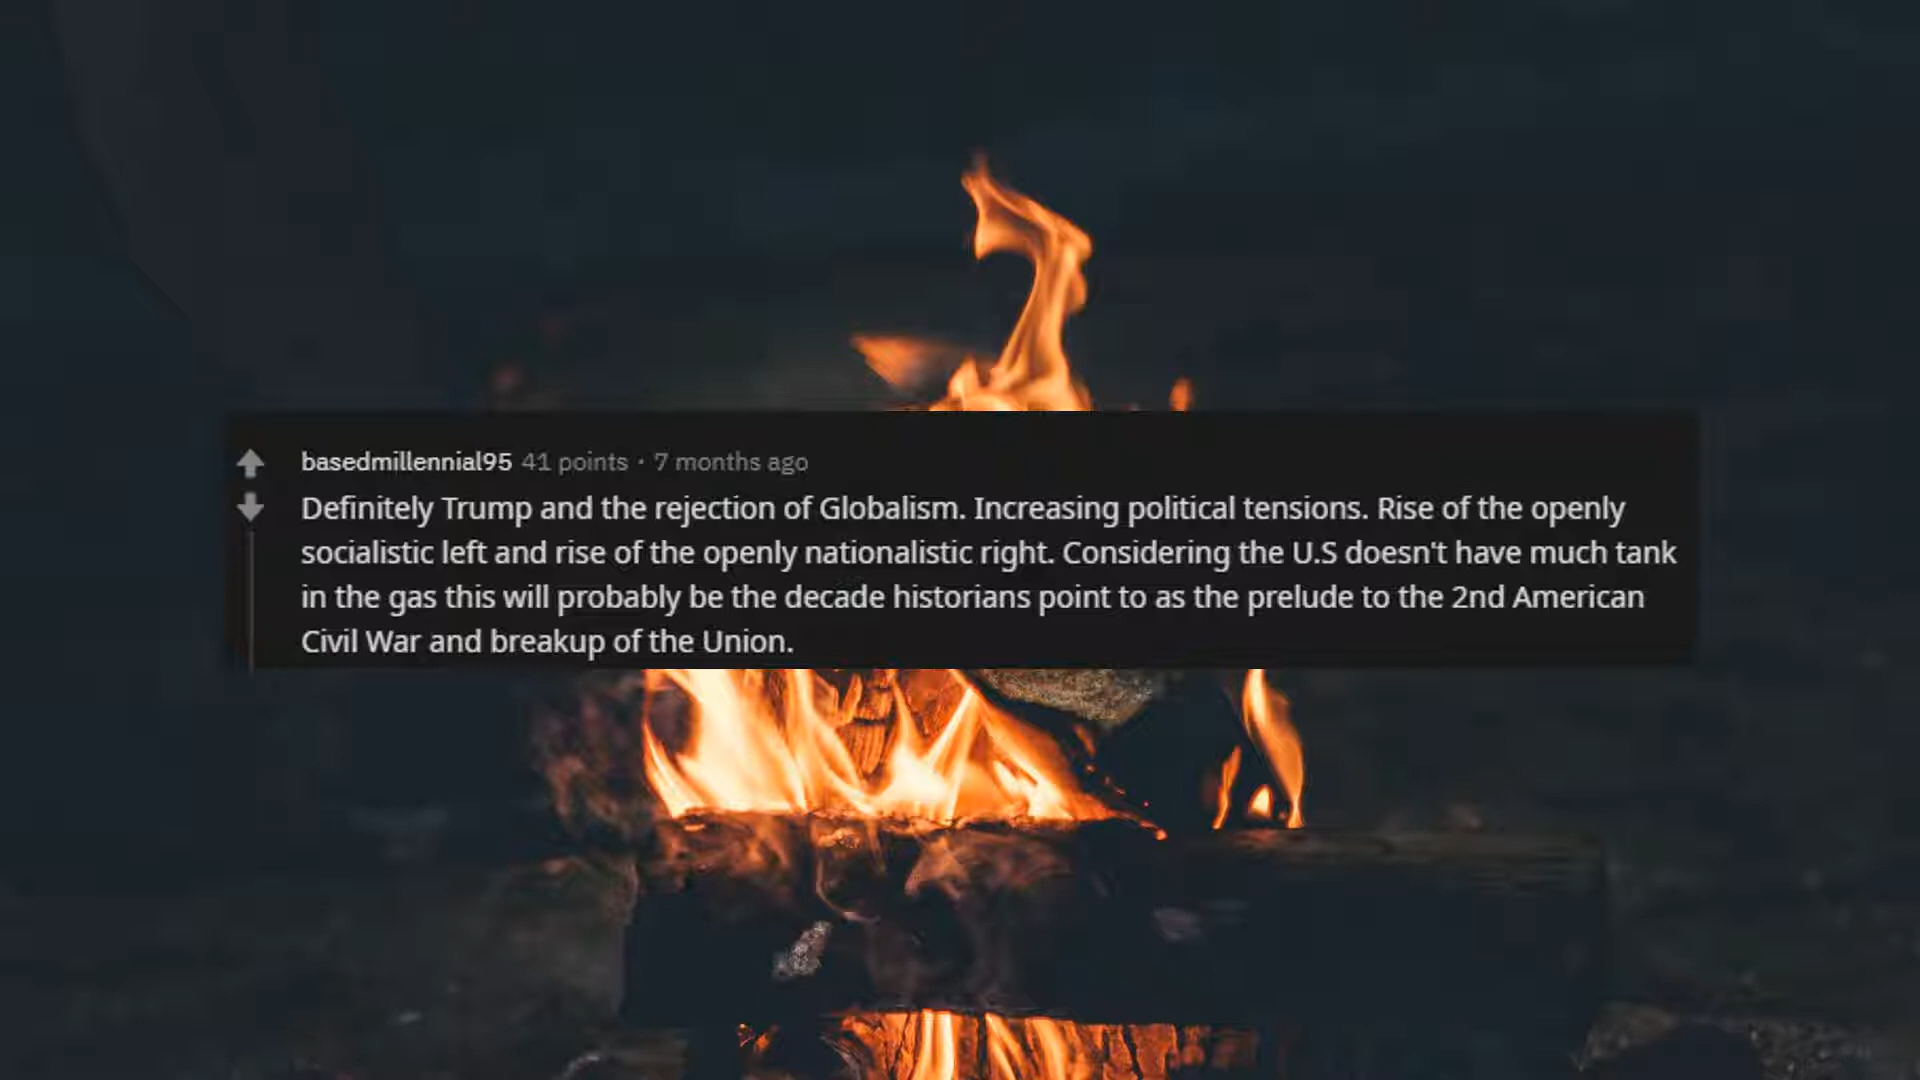 basedmillennial95 41 points · 7 months ago
Definitely Trump and the rejection of Globalism. Increasing political tensions. Rise of the openly
socialistic left and rise of the openly nationalistic right. Considering the U.S doesn't have much tank
in the gas this will probably be the decade historians point to as the prelude to the 2nd American
Civil War and breakup of the Union.